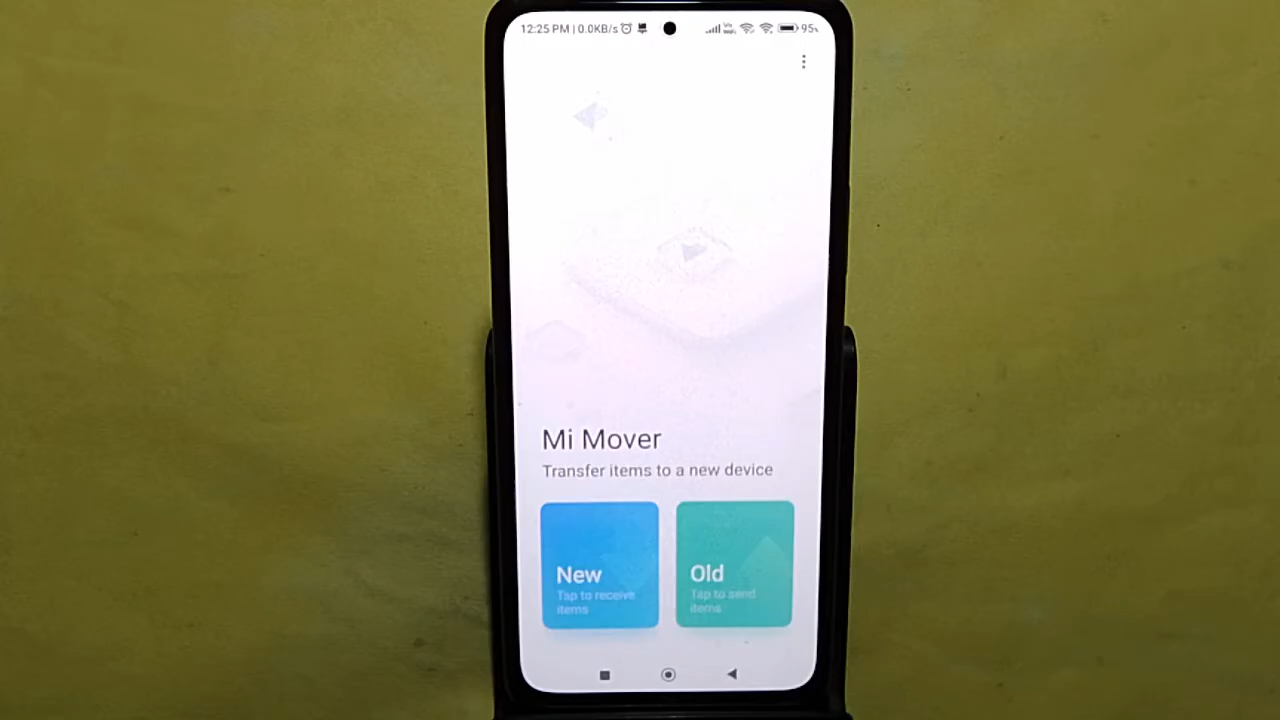 12:25 PM | 0.0KB/s
95%
Mi Mover
Transfer items to a new device
New
Tap to receive
items
Old
Tap to send
items